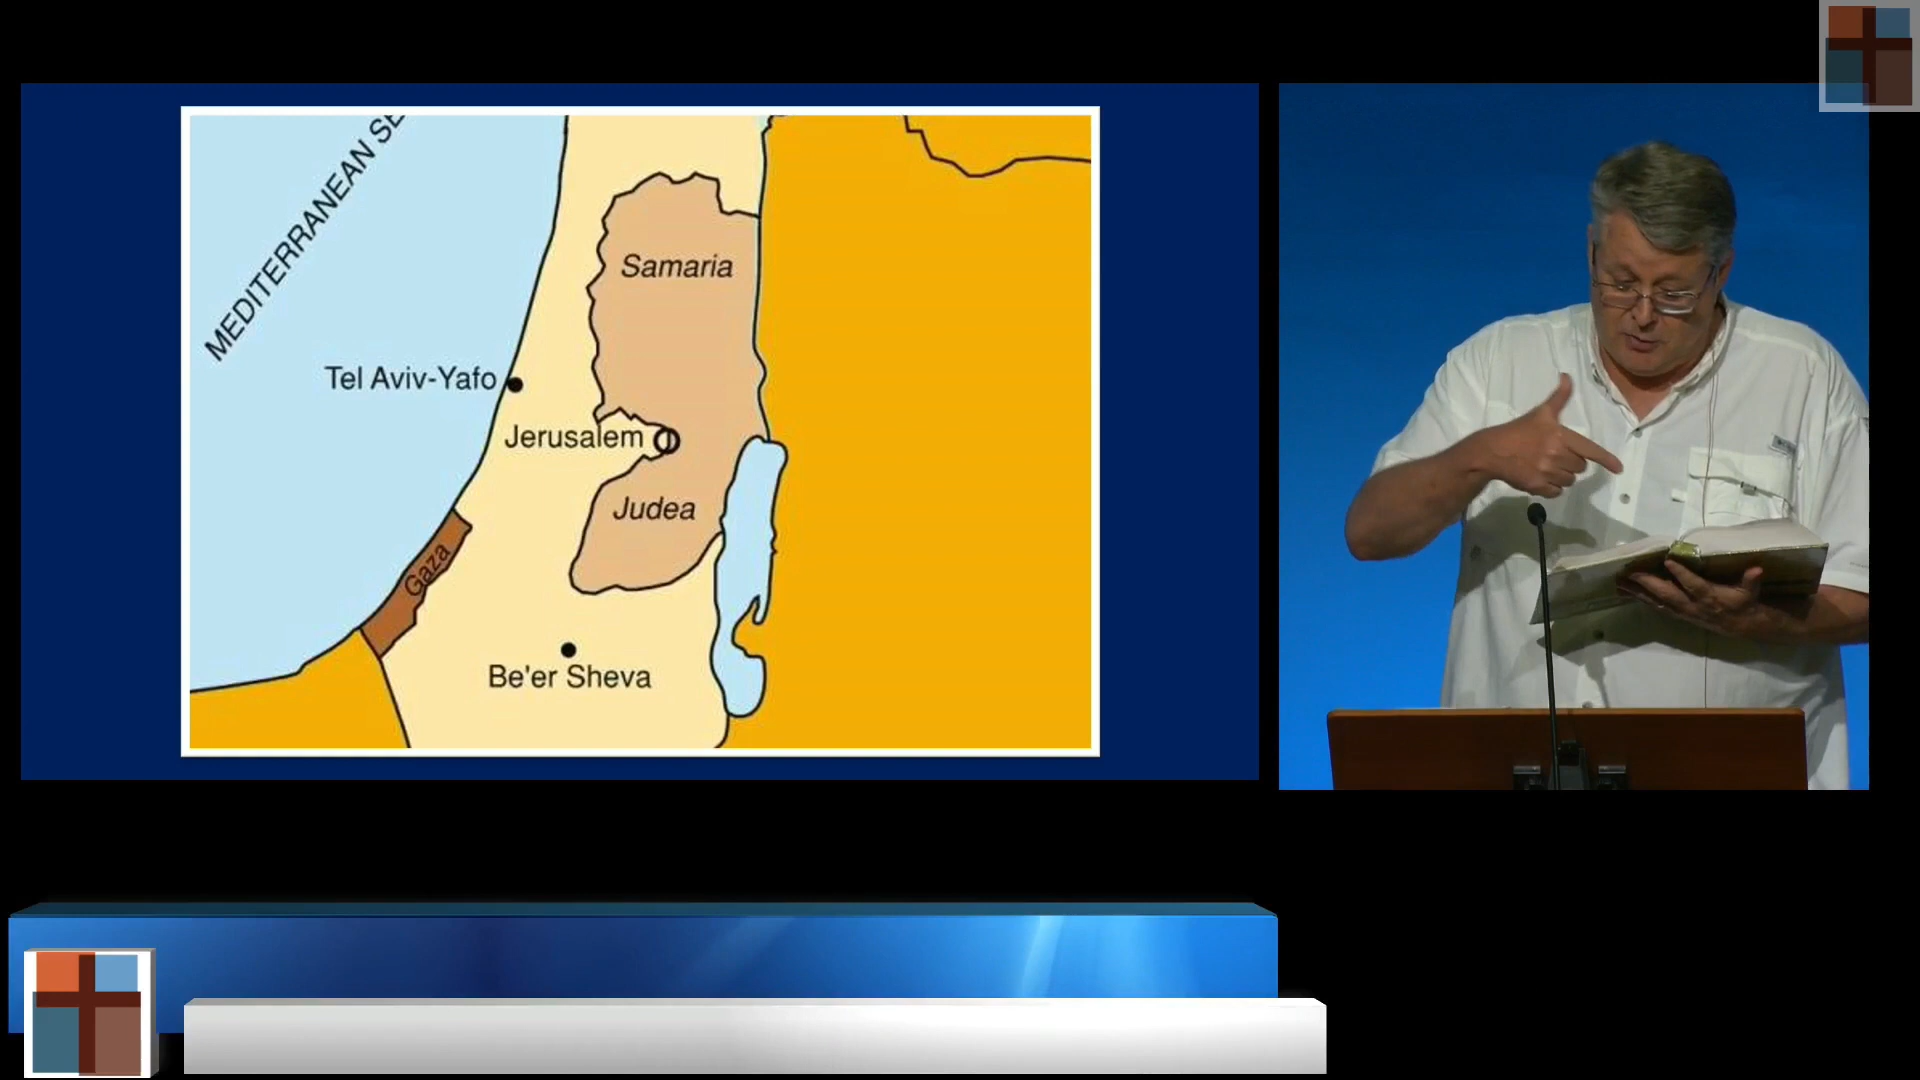 MEDITERRANEAN SE
Samaria
Tel Aviv-Yafo
Jerusalem
Judea
Gaza
Be'er Sheva